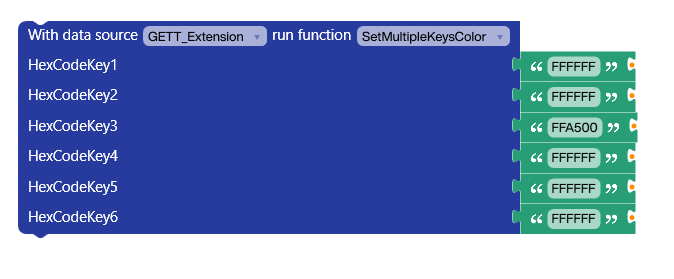 With data source GETT_Extension run function SetMultipleKeysColor
HexCodeKey1 “ FFFFFF ”
HexCodeKey2 “ FFFFFF ”
HexCodeKey3 “ FFA500 ”
HexCodeKey4 “ FFFFFF ”
HexCodeKey5 “ FFFFFF ”
HexCodeKey6 “ FFFFFF ”